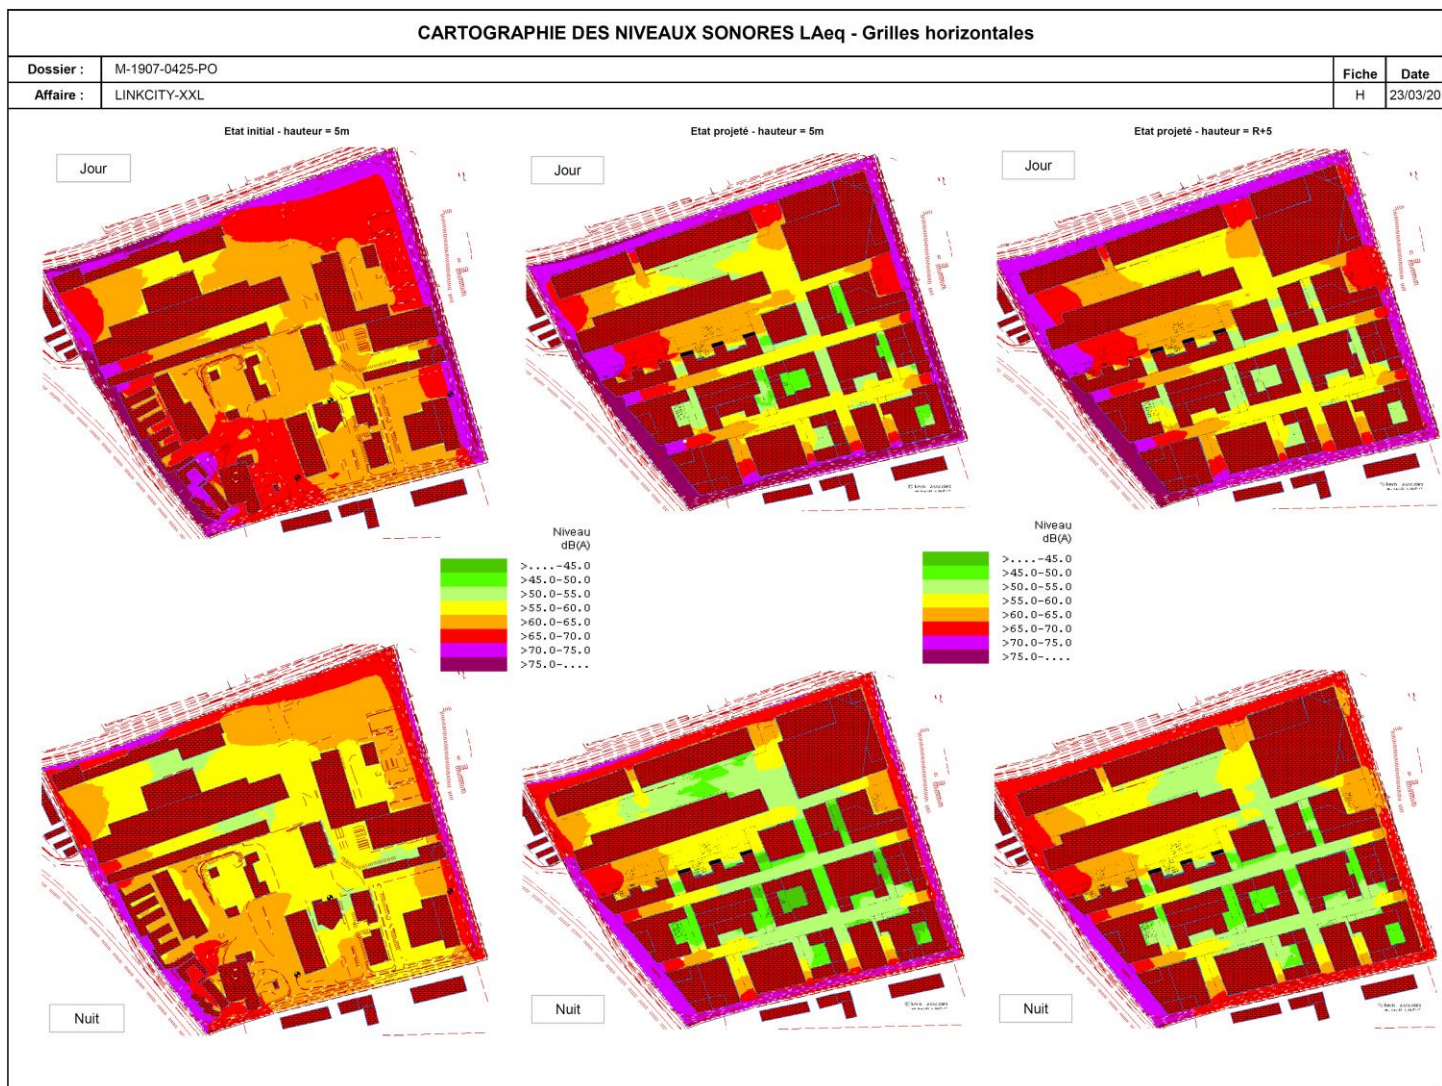 CARTOGRAPHIE DES NIVEAUX SONORES LAeq - Grilles horizontales
Dossier : M-1907-0425-PO Fiche Date
Affaire : LINKCITY-XXL H 23/03/20
Etat initial - hauteur = 5m Etat projeté - hauteur = 5m Etat projeté - hauteur = R+5
Jour Jour Jour
Niveau Niveau
dB(A) dB(A)
>....-45.0 >....-45.0
>45.0-50.0 >45.0-50.0
>50.0-55.0 >50.0-55.0
>55.0-60.0 >55.0-60.0
>60.0-65.0 >60.0-65.0
>65.0-70.0 >65.0-70.0
>70.0-75.0 >70.0-75.0
>75.0-.... >75.0-....
Nuit Nuit Nuit